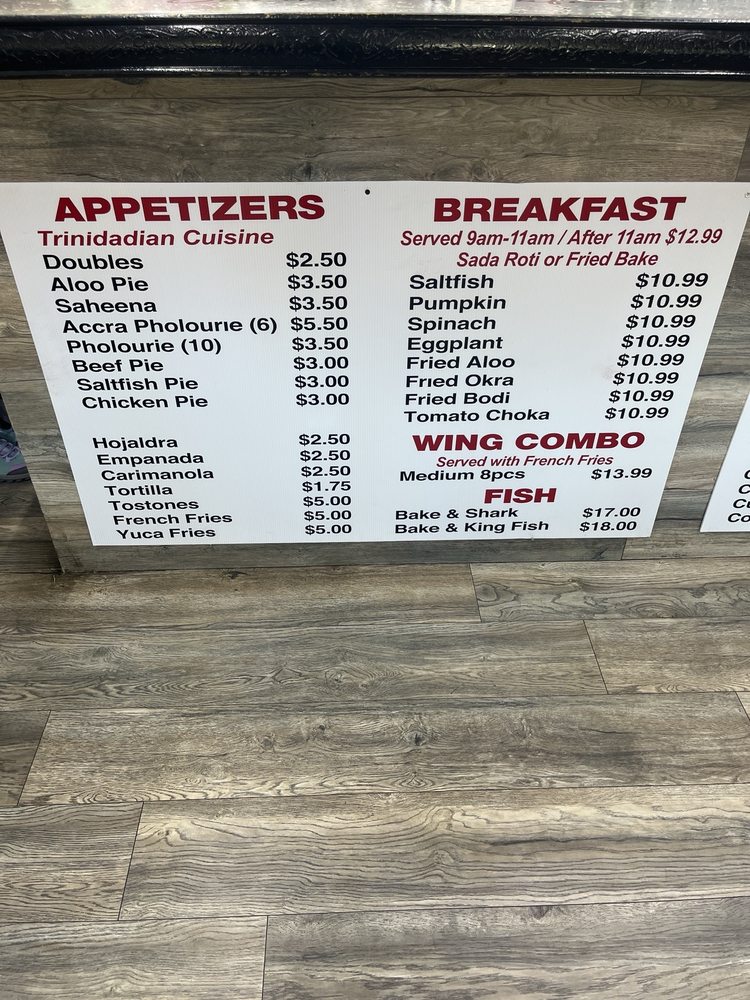 APPETIZERS
Trinidadian Cuisine
Doubles $2.50
Aloo Pie $3.50
Saheena $3.50
Accra Pholourie (6) $5.50
Pholourie (10) $3.50
Beef Pie $3.00
Saltfish Pie $3.00
Chicken Pie $3.00
Hojaldra $2.50
Empanada $2.50
Carimanola $2.50
Tortilla $1.75
Tostones $5.00
French Fries $5.00
Yuca Fries $5.00
BREAKFAST
Served 9am-11am / After 11am $12.99
Sada Roti or Fried Bake
Saltfish $10.99
Pumpkin $10.99
Spinach $10.99
Eggplant $10.99
Fried Aloo $10.99
Fried Okra $10.99
Fried Bodi $10.99
Tomato Choka $10.99
WING COMBO
Served with French Fries
Medium 8pcs $13.99
FISH
Bake & Shark $17.00
Bake & King Fish $18.00